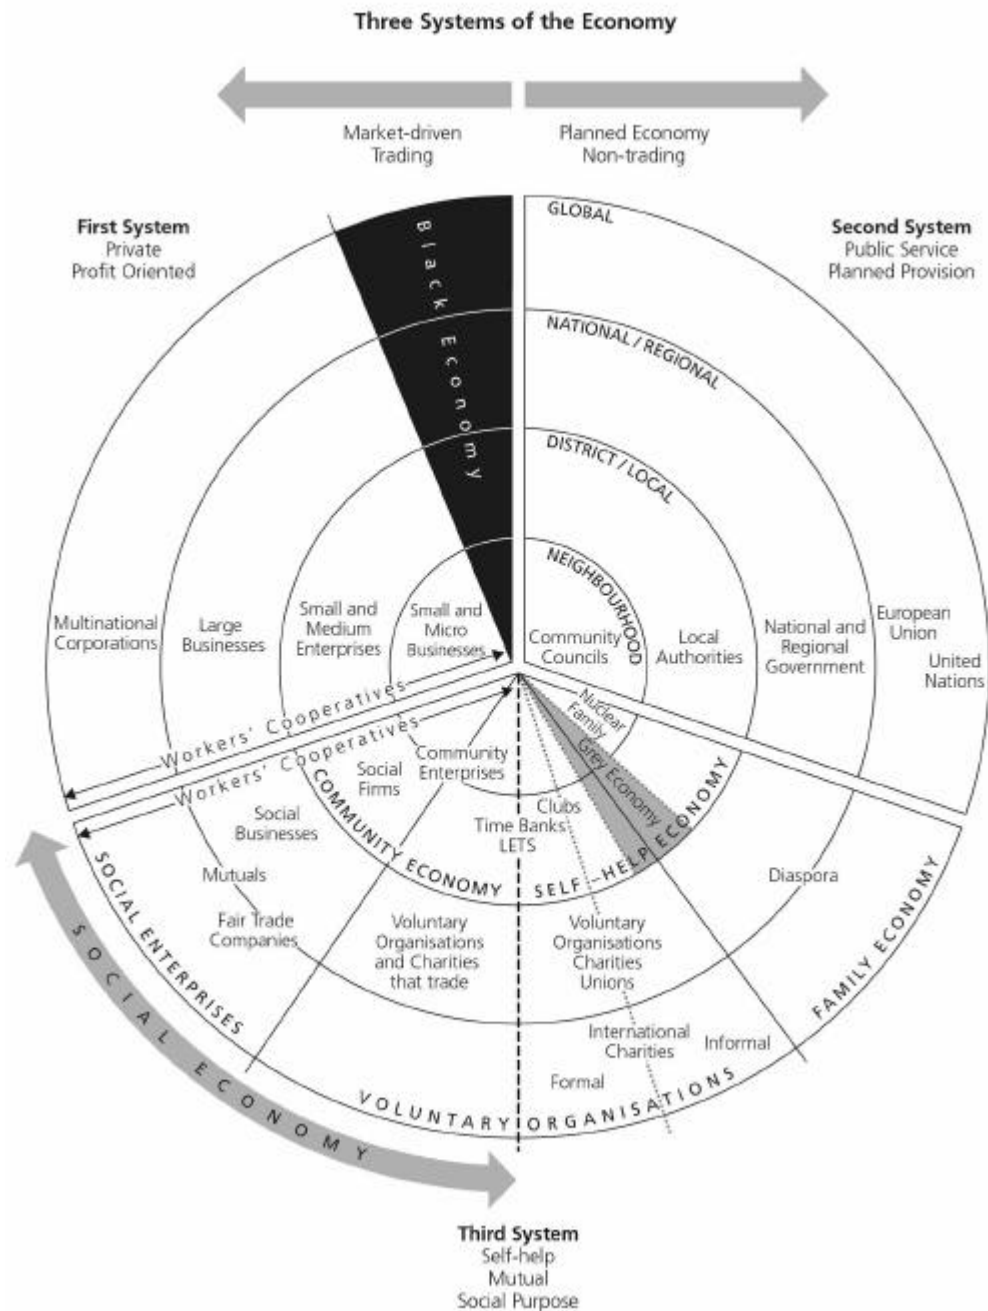 Three Systems of the Economy
Market-driven
Trading
Planned Economy
Non-trading
First System
Private
Profit Oriented
Second System
Public Service
Planned Provision
Black Economy
GLOBAL
NATIONAL / REGIONAL
DISTRICT / LOCAL
NEIGHBOURHOOD
Multinational
Corporations
Large
Businesses
Small and
Medium
Enterprises
Small and
Micro
Businesses
Community
Councils
Local
Authorities
National and
Regional
Government
European
Union
United
Nations
Workers' Cooperatives
Workers' Cooperatives
Nuclear
Family
Grey Economy
Community
Enterprises
Social
Firms
Social
Businesses
Mutuals
Fair Trade
Companies
Clubs
Time Banks
LETS
COMMUNITY ECONOMY
SELF-HELP ECONOMY
Voluntary
Organisations
and Charities
that trade
Voluntary
Organisations
Charities
Unions
Diaspora
International
Charities
Informal
Formal
SOCIAL ENTERPRISES
VOLUNTARY ORGANISATIONS
FAMILY ECONOMY
SOCIAL ECONOMY
Third System
Self-help
Mutual
Social Purpose